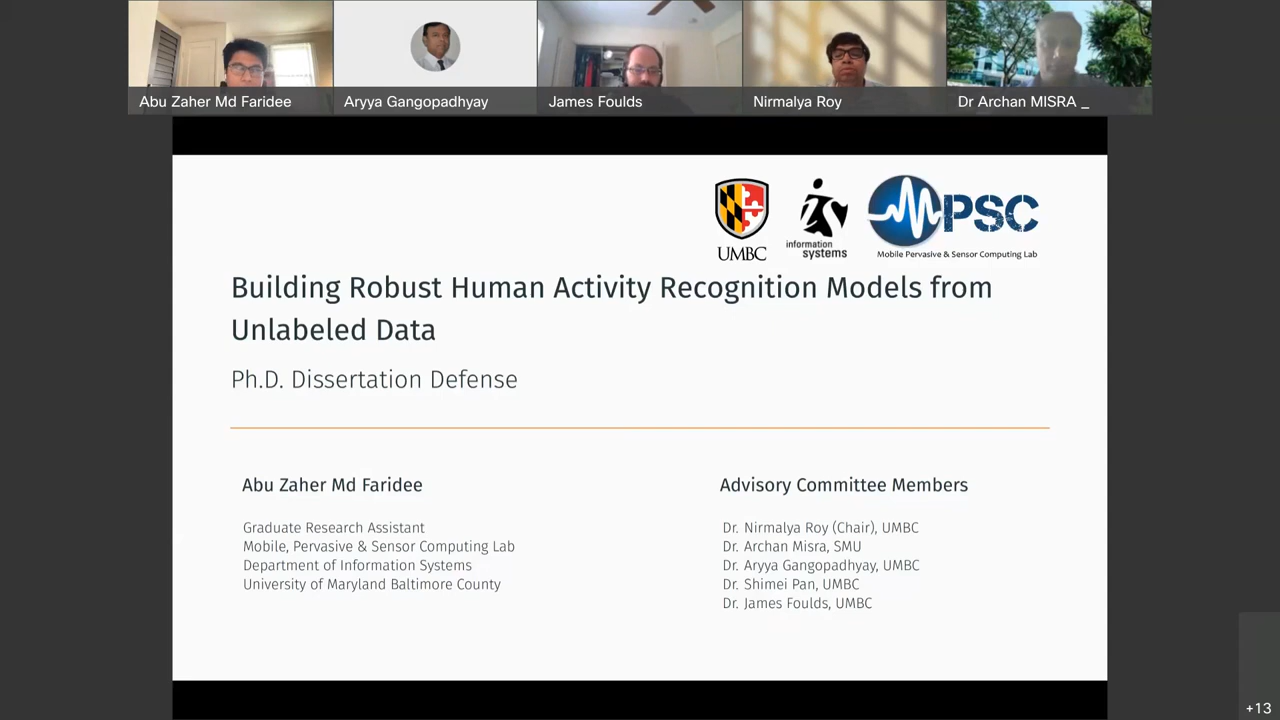 Abu Zaher Md Faridee
Aryya Gangopadhyay
James Foulds
Nirmalya Roy
Dr Archan MISRA _
UMBC
is
information
systems
MPSC
Mobile Pervasive & Sensor Computing Lab
Building Robust Human Activity Recognition Models from
Unlabeled Data
Ph.D. Dissertation Defense
Abu Zaher Md Faridee
Graduate Research Assistant
Mobile, Pervasive & Sensor Computing Lab
Department of Information Systems
University of Maryland Baltimore County
Advisory Committee Members
Dr. Nirmalya Roy (Chair), UMBC
Dr. Archan Misra, SMU
Dr. Aryya Gangopadhyay, UMBC
Dr. Shimei Pan, UMBC
Dr. James Foulds, UMBC
+13